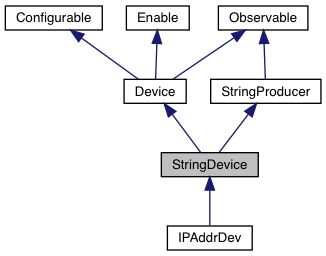 Configurable Enable Observable
Device StringProducer
StringDevice
IPAddrDev